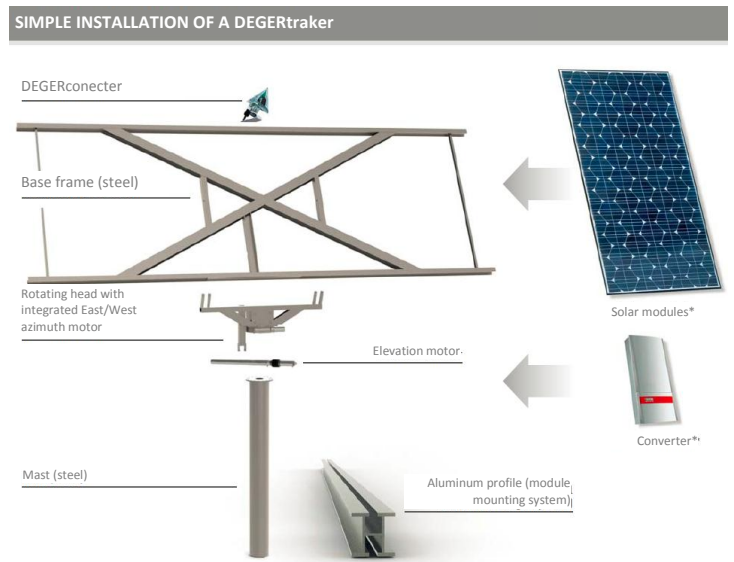 SIMPLE INSTALLATION OF A DEGERtraker
DEGERconecter
Base frame (steel)
Rotating head with
integrated East/West
azimuth motor
Solar modules*
Elevation motor
Converter*
Mast (steel)
Aluminum profile (module
mounting system)